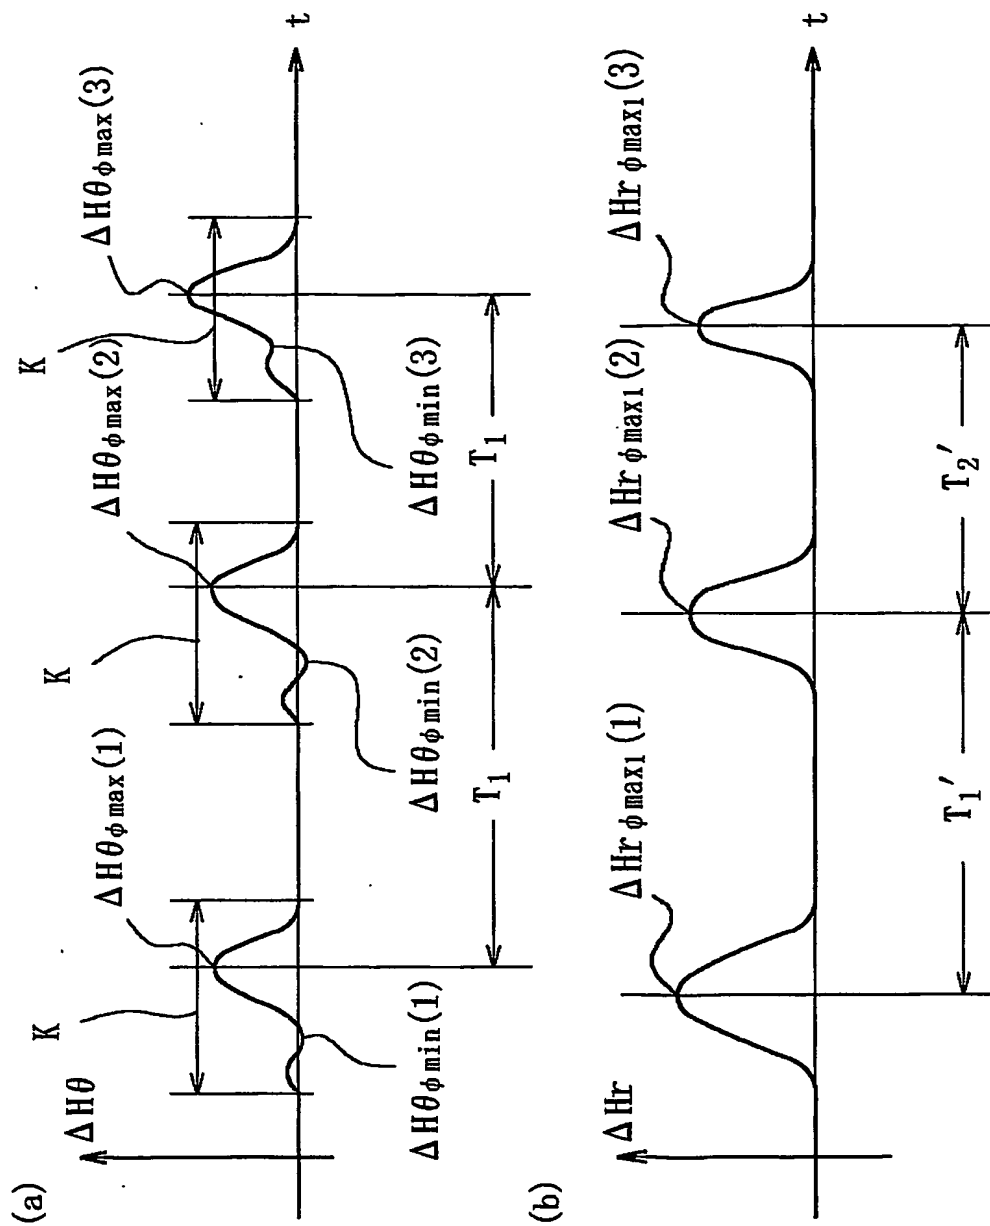 (a)
ΔHθ
K
ΔHθφmax(1)
K
ΔHθφmax(2)
K
ΔHθφmax(3)
t
ΔHθφmin(1)
ΔHθφmin(2)
ΔHθφmin(3)
T₁
T₁
(b)
ΔHr
ΔHrφmax₁(1)
ΔHrφmax₁(2)
ΔHrφmax₁(3)
t
T₁′
T₂′